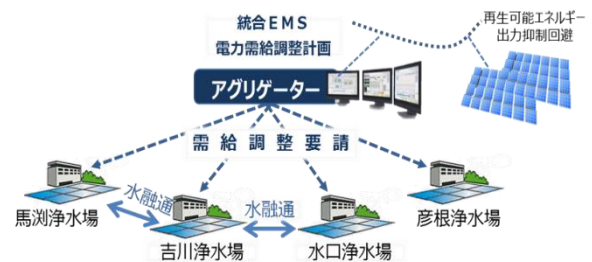 統合EMS
電力需給調整計画
再生可能エネルギー
出力抑制回避
アグリゲーター
需給調整要請
馬渕浄水場
水融通
吉川浄水場
水融通
水口浄水場
彦根浄水場